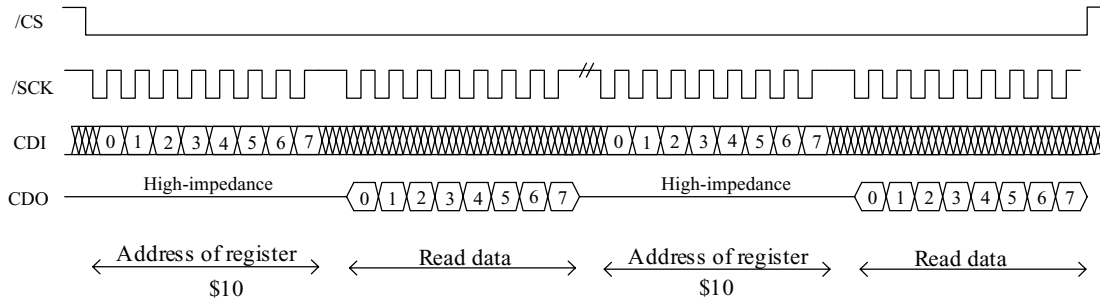 /CS
/SCK
CDI 0 1 2 3 4 5 6 7 0 1 2 3 4 5 6 7
High-impedance High-impedance
CDO 0 1 2 3 4 5 6 7 0 1 2 3 4 5 6 7
Address of register Read data Address of register Read data
$10 $10